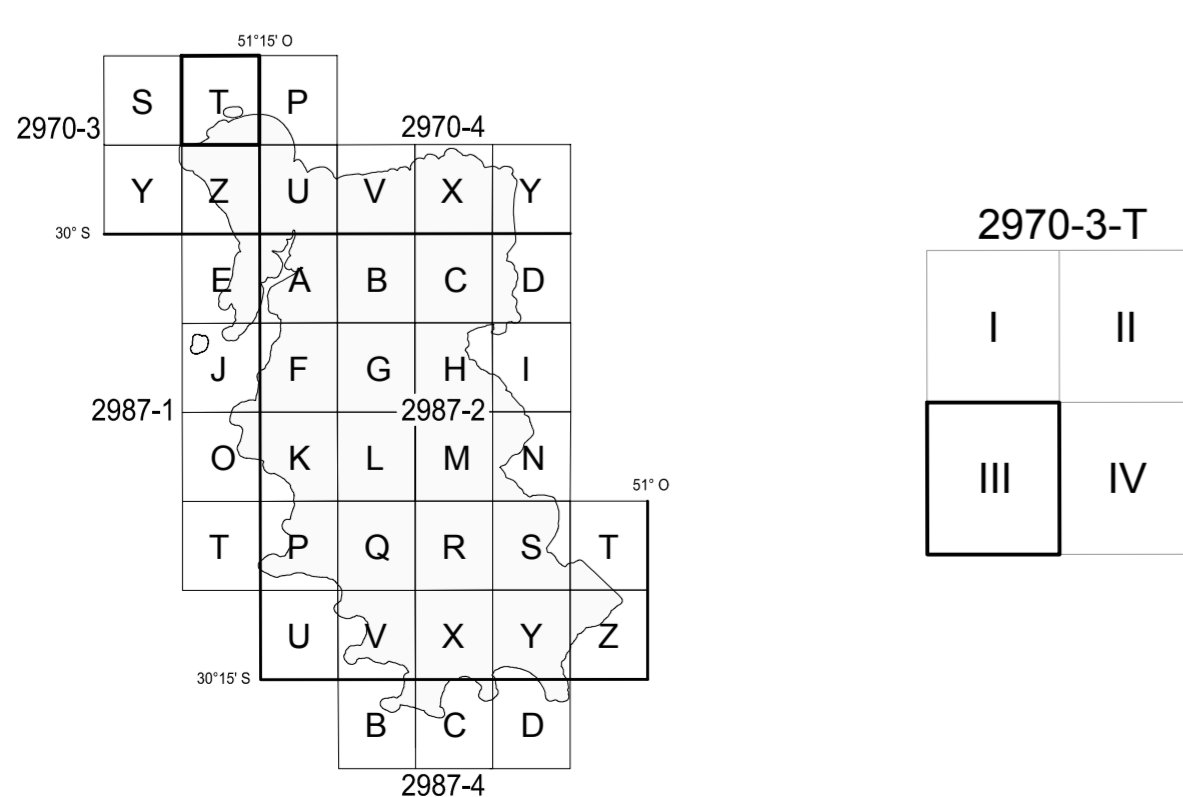 51°15' O
S T P
2970-3
2970-4
Y Z U V X Y
30° S
E A B C D
J F G H I
2987-1
2987-2
O K L M N
51° O
T P Q R S T
U V X Y Z
30°15' S
B C D
2987-4
2970-3-T
I II
III IV